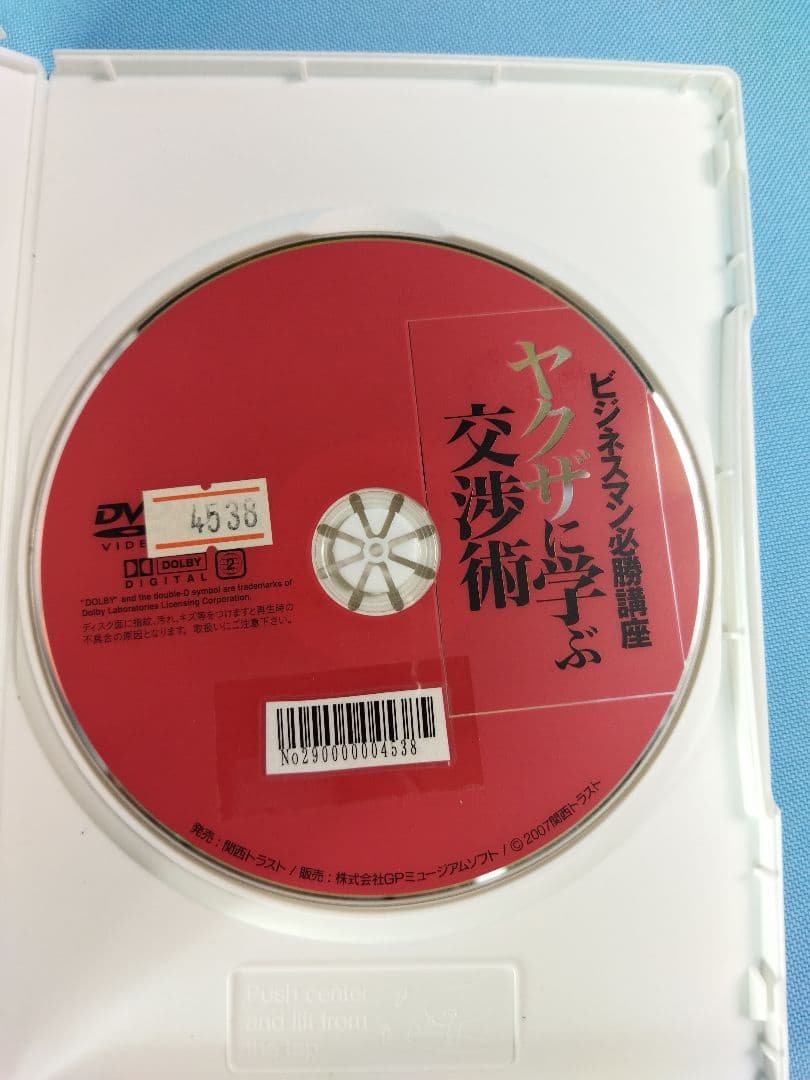 ビジネスマン必勝講座
ヤクザに学ぶ
交渉術
DV
VIDE
4538
DOLBY
DIGITAL
2
"DOLBY" and the double-D symbol are trademarks of
Dolby Laboratories Licensing Corporation.
ディスク面に指紋、汚れ、キズ等をつけますと再生時の
不具合の原因となります。取扱いにご注意下さい。
No290000004538
発売：関西トラスト / 販売：株式会社GPミュージアムソフト / ©2007関西トラスト
Push center
and lift from
the top